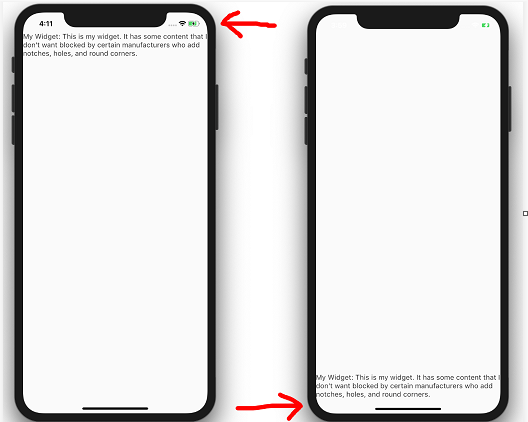 4:11
My Widget: This is my widget. It has some content that I
don't want blocked by certain manufacturers who add
notches, holes, and round corners.
My Widget: This is my widget. It has some content that I
don't want blocked by certain manufacturers who add
notches, holes, and round corners.